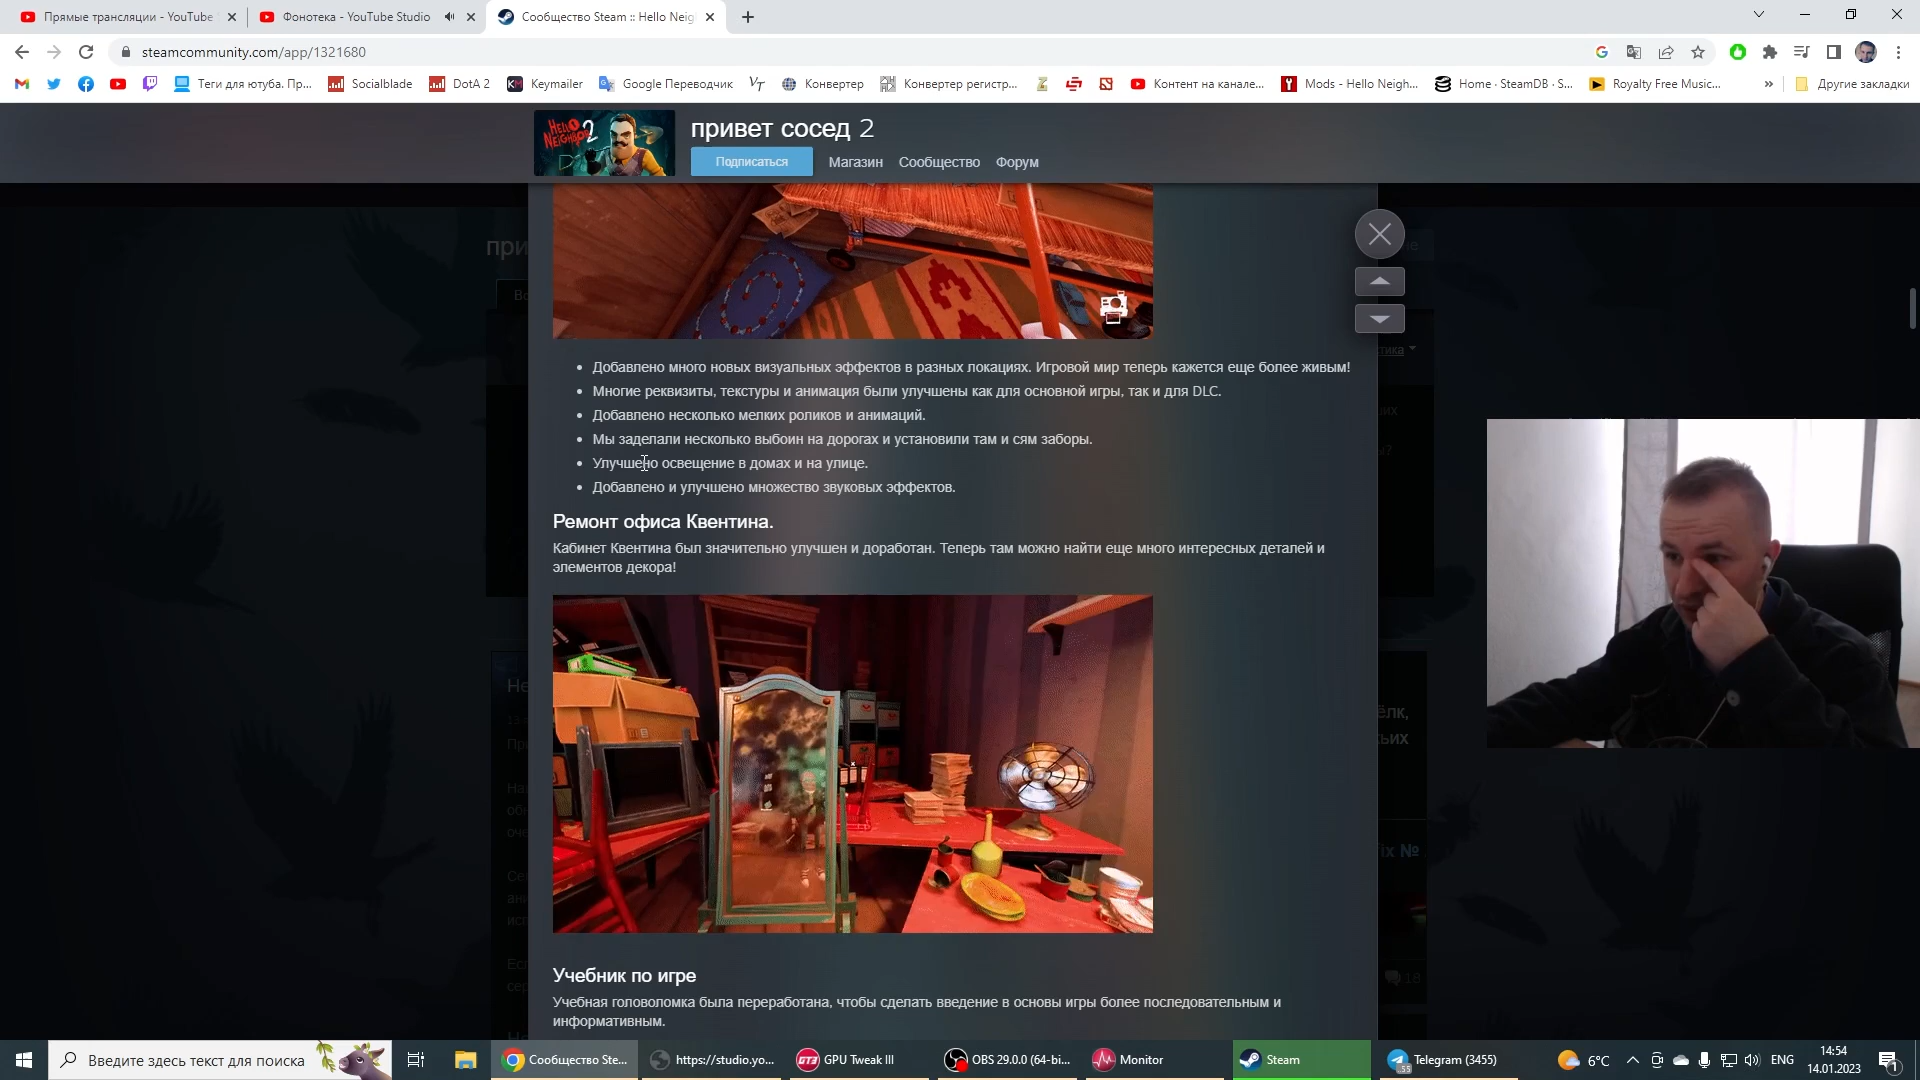 Прямые трансляции - YouTube
Фонотека - YouTube Studio
Сообщество Steam :: Hello Neig
steamcommunity.com/app/1321680
Теги для ютуба. Пр...
Socialblade
DotA 2
Keymailer
Google Переводчик
Конвертер
Конвертер регистр...
Контент на канале...
Mods - Hello Neigh...
Home · SteamDB · S...
Royalty Free Music...
»
Другие закладки
HELLO NEIGHBOR 2
привет сосед 2
Подписаться
Магазин
Сообщество
Форум
при
Добавлено много новых визуальных эффектов в разных локациях. Игровой мир теперь кажется еще более живым!
Многие реквизиты, текстуры и анимация были улучшены как для основной игры, так и для DLC.
Добавлено несколько мелких роликов и анимаций.
Мы заделали несколько выбоин на дорогах и установили там и сям заборы.
Улучшено освещение в домах и на улице.
Добавлено и улучшено множество звуковых эффектов.
Ремонт офиса Квентина.
Кабинет Квентина был значительно улучшен и доработан. Теперь там можно найти еще много интересных деталей и
элементов декора!
Учебник по игре
Учебная головоломка была переработана, чтобы сделать введение в основы игры более последовательным и
информативным.
Введите здесь текст для поиска
Сообщество Ste...
https://studio.yo...
GPU Tweak III
OBS 29.0.0 (64-bi...
Monitor
Steam
Telegram (3455)
6°C
ENG
14:54
14.01.2023